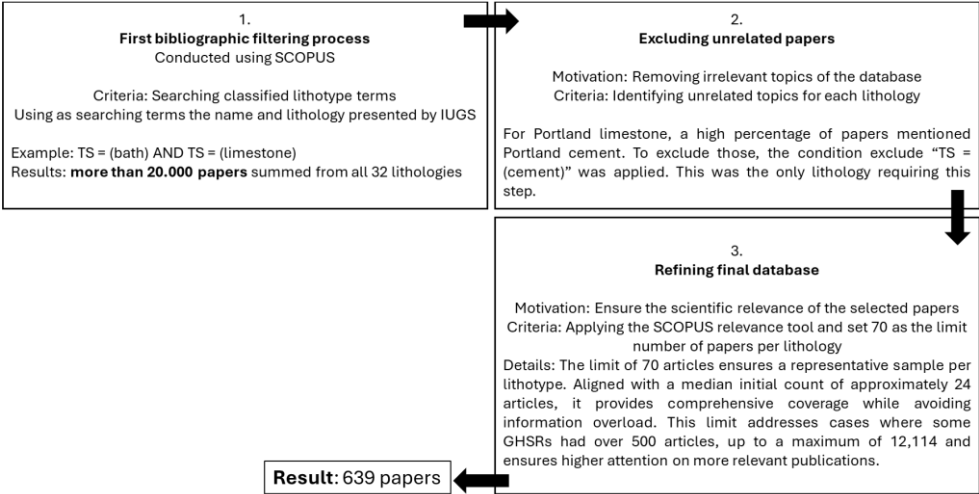 1.
First bibliographic filtering process
Conducted using SCOPUS
Criteria: Searching classified lithotype terms
Using as searching terms the name and lithology presented by IUGS
Example: TS = (bath) AND TS = (limestone)
Results: more than 20.000 papers summed from all 32 lithologies
2.
Excluding unrelated papers
Motivation: Removing irrelevant topics of the database
Criteria: Identifying unrelated topics for each lithology
For Portland limestone, a high percentage of papers mentioned
Portland cement. To exclude those, the condition exclude “TS =
(cement)” was applied. This was the only lithology requiring this
step.
3.
Refining final database
Motivation: Ensure the scientific relevance of the selected papers
Criteria: Applying the SCOPUS relevance tool and set 70 as the limit
number of papers per lithology
Details: The limit of 70 articles ensures a representative sample per
lithotype. Aligned with a median initial count of approximately 24
articles, it provides comprehensive coverage while avoiding
information overload. This limit addresses cases where some
GHSRs had over 500 articles, up to a maximum of 12,114 and
ensures higher attention on more relevant publications.
Result: 639 papers